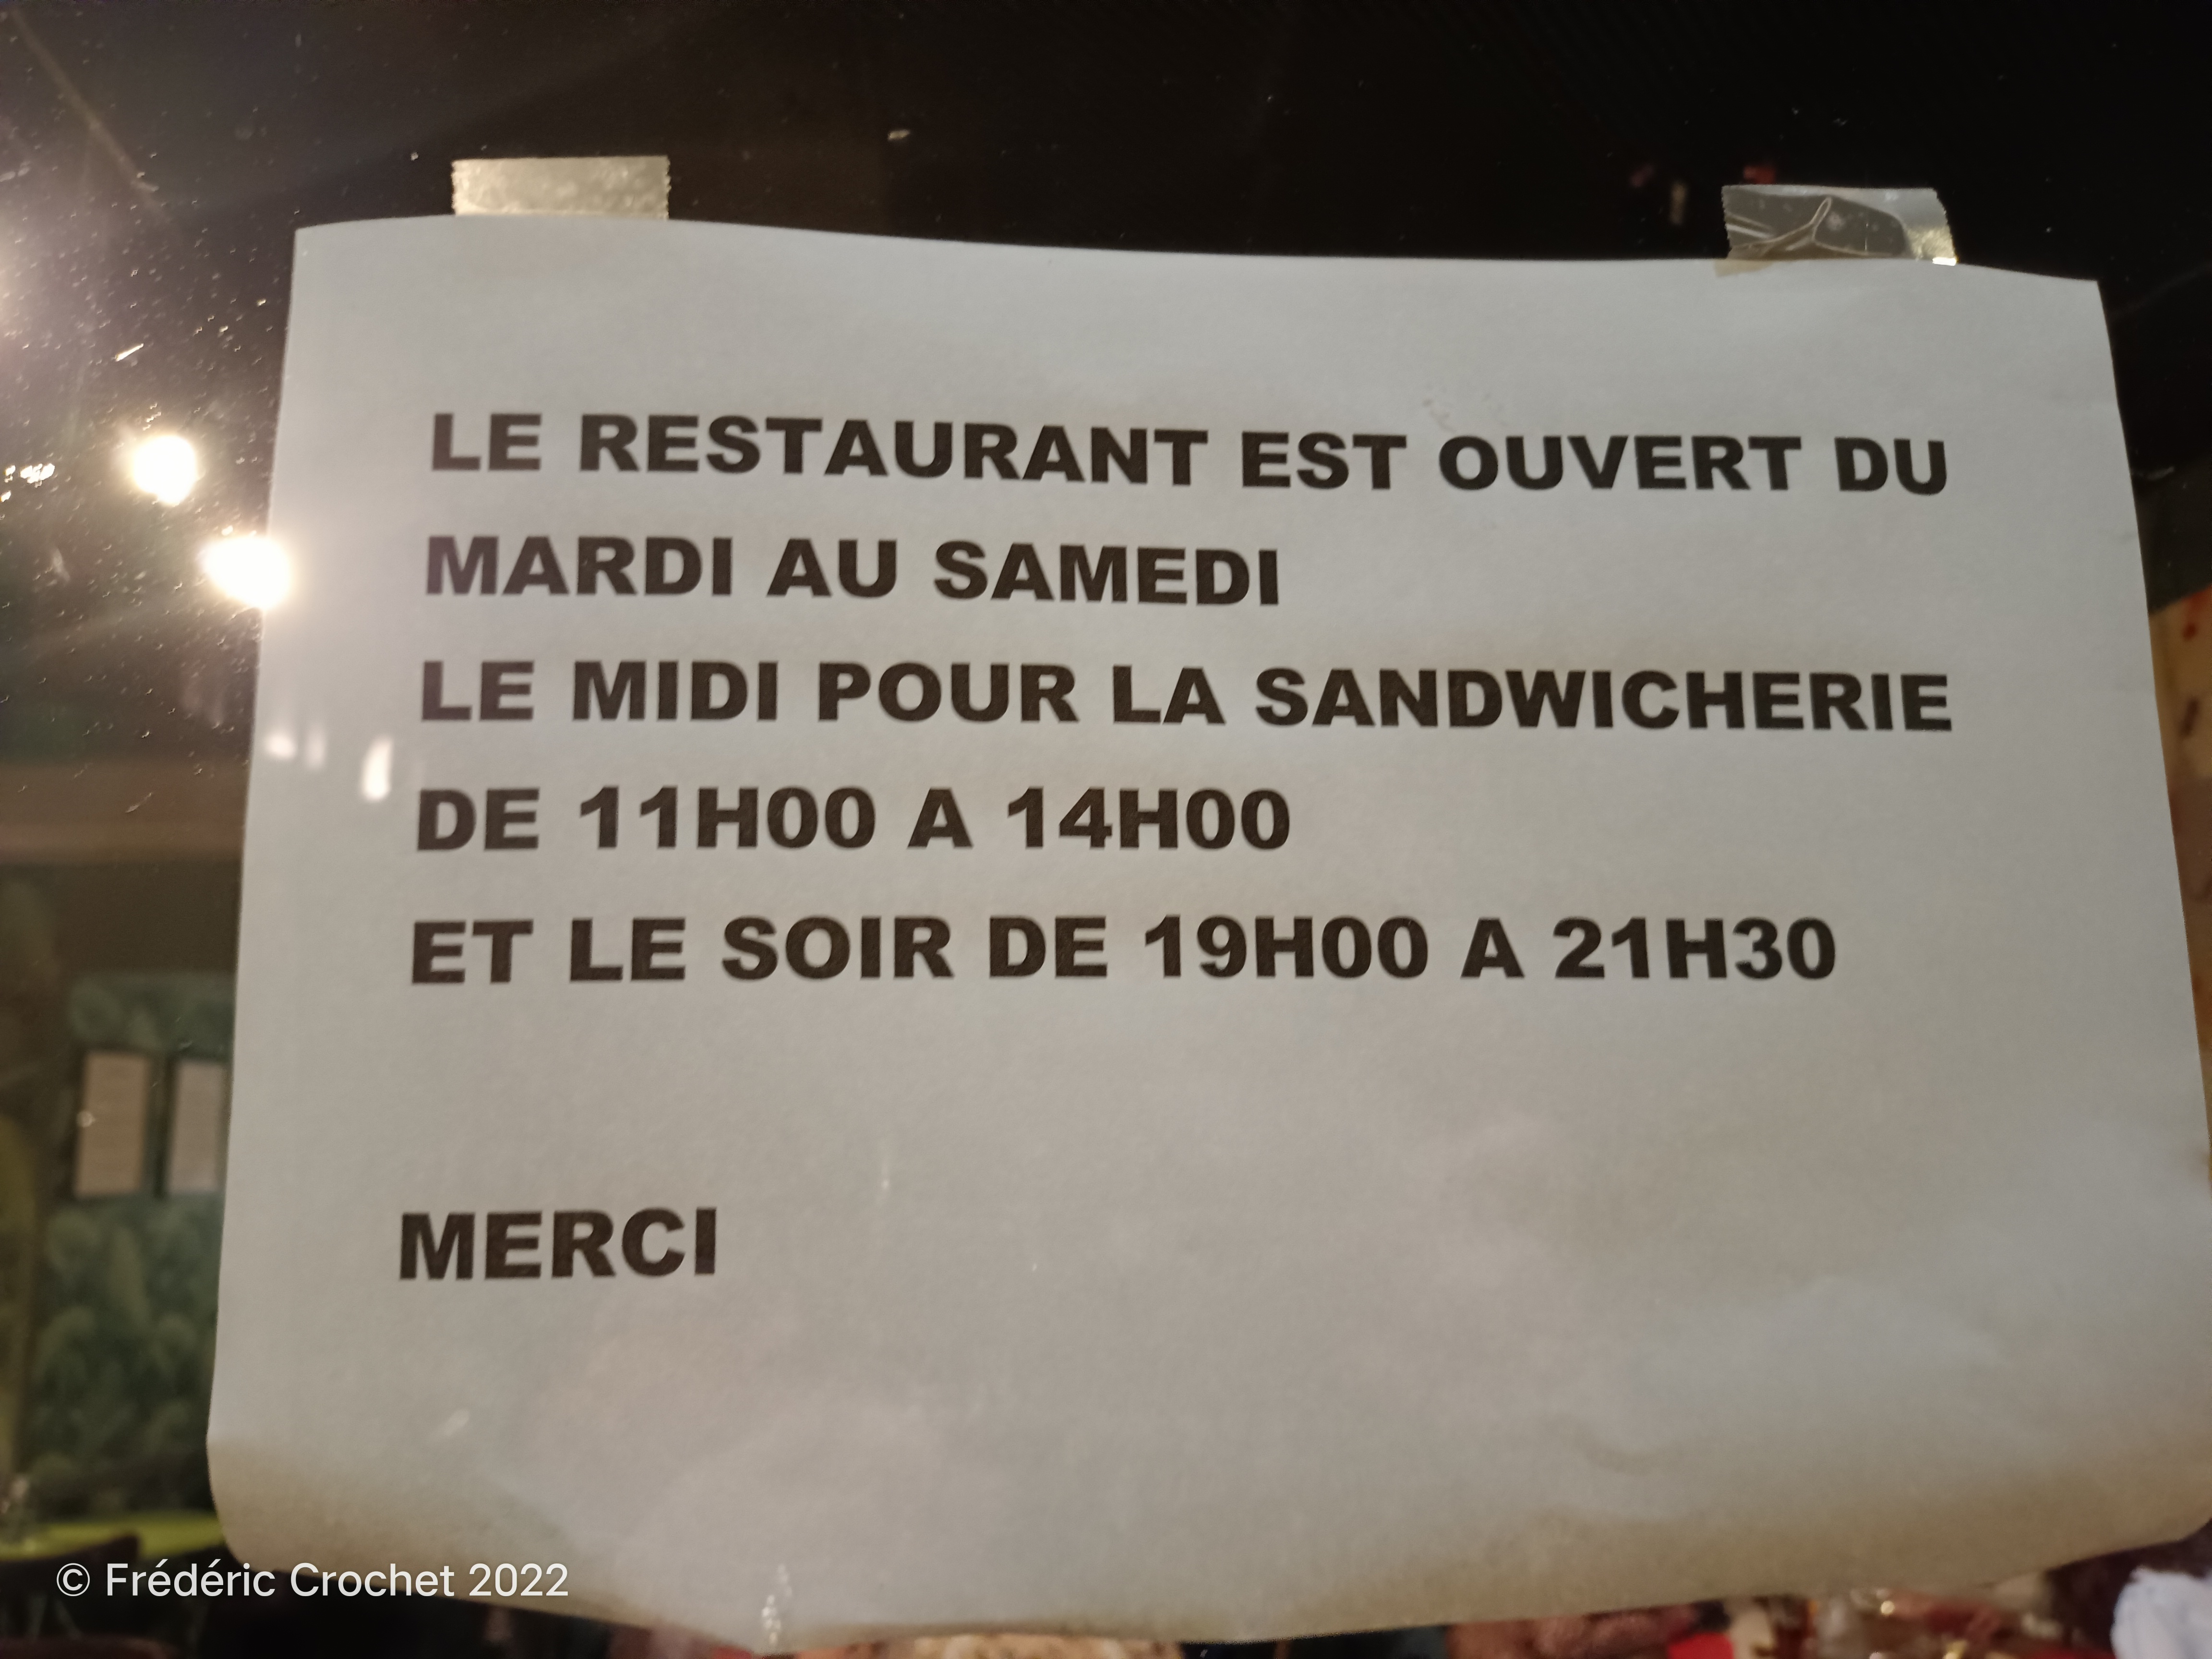 LE RESTAURANT EST OUVERT DU
MARDI AU SAMEDI
LE MIDI POUR LA SANDWICHERIE
DE 11H00 A 14H00
ET LE SOIR DE 19H00 A 21H30
MERCI
© Frédéric Crochet 2022